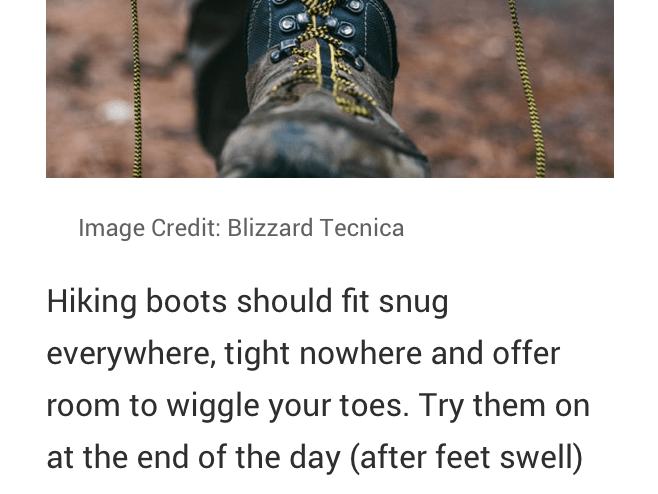 Image Credit: Blizzard Tecnica
Hiking boots should fit snug
everywhere, tight nowhere and offer
room to wiggle your toes. Try them on
at the end of the day (after feet swell)